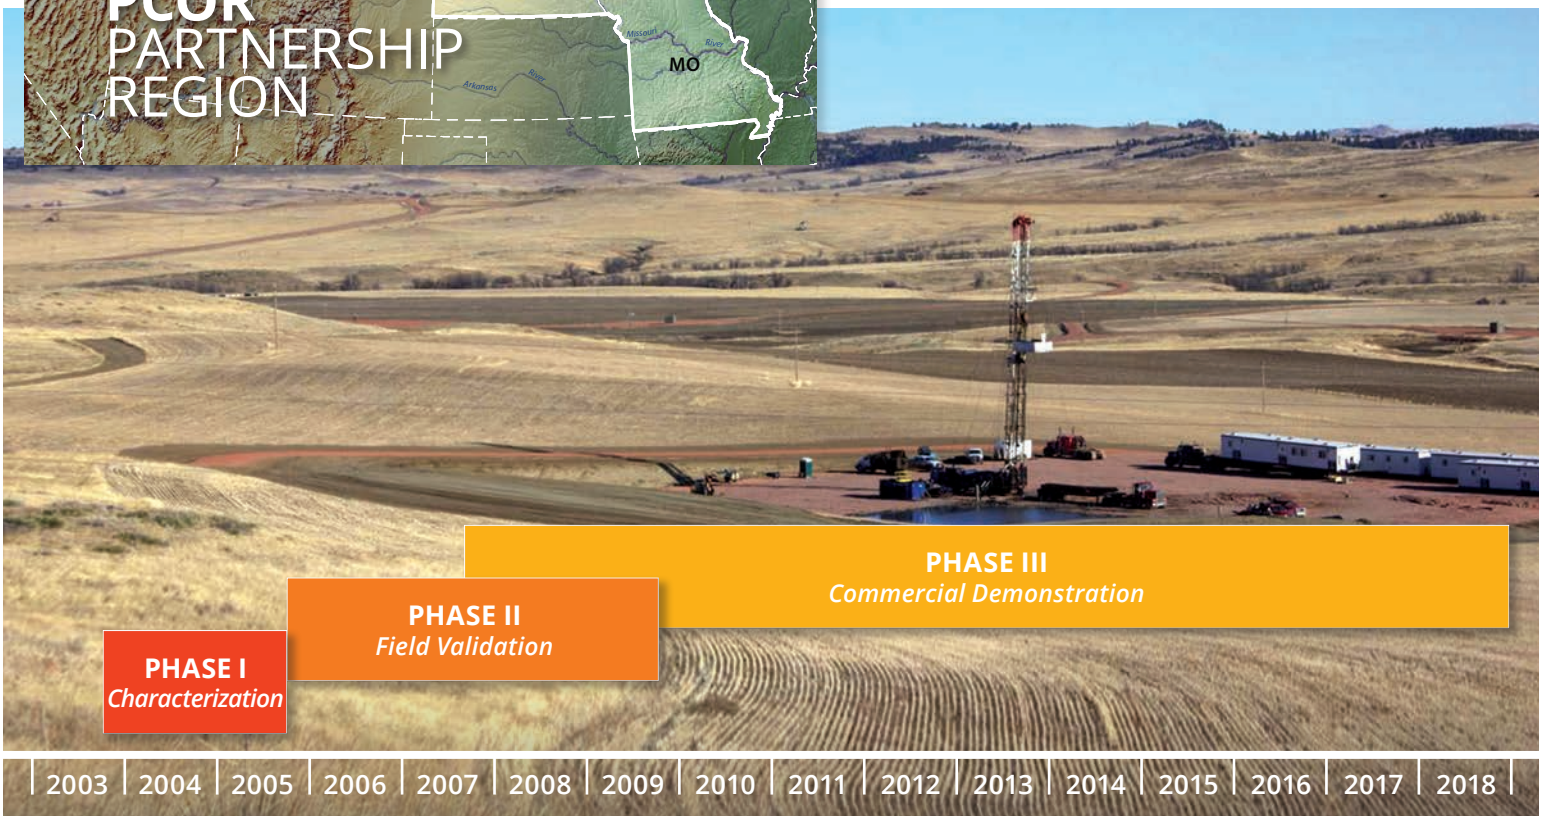 PCOR
PARTNERSHIP
REGION
Missouri River
MO
Arkansas River
PHASE III
Commercial Demonstration
PHASE II
Field Validation
PHASE I
Characterization
2003 2004 2005 2006 2007 2008 2009 2010 2011 2012 2013 2014 2015 2016 2017 2018